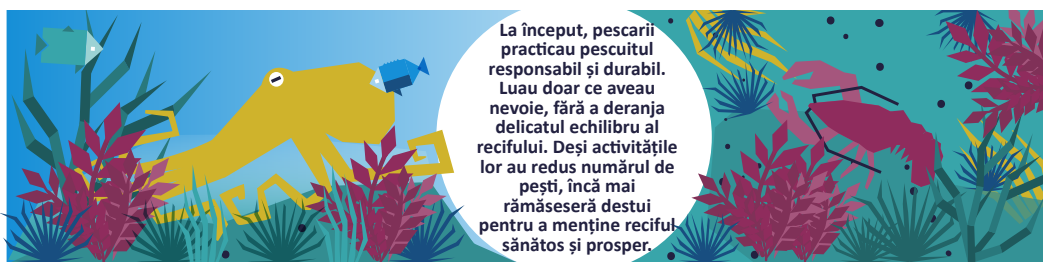 La început, pescarii
practicau pescuitul
responsabil și durabil.
Luau doar ce aveau
nevoie, fără a deranja
delicatul echilibru al
recifului. Deși activitățile
lor au redus numărul de
pești, încă mai
rămăseseră destui
pentru a menține reciful
sănătos și prosper.